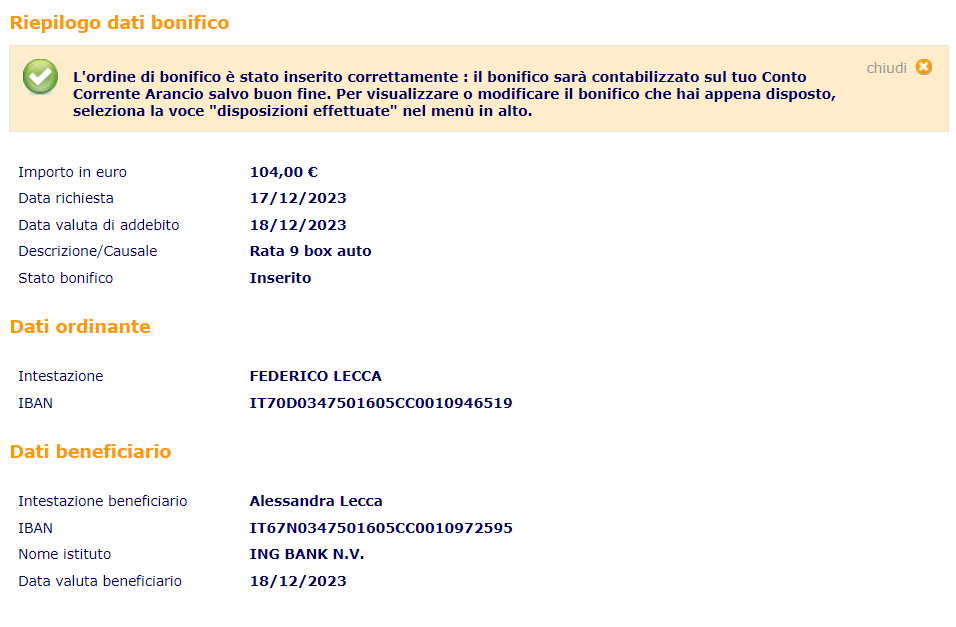 Riepilogo dati bonifico
chiudi
L'ordine di bonifico è stato inserito correttamente : il bonifico sarà contabilizzato sul tuo Conto
Corrente Arancio salvo buon fine. Per visualizzare o modificare il bonifico che hai appena disposto,
seleziona la voce "disposizioni effettuate" nel menù in alto.
Importo in euro 104,00 €
Data richiesta 17/12/2023
Data valuta di addebito 18/12/2023
Descrizione/Causale Rata 9 box auto
Stato bonifico Inserito
Dati ordinante
Intestazione FEDERICO LECCA
IBAN IT70D0347501605CC0010946519
Dati beneficiario
Intestazione beneficiario Alessandra Lecca
IBAN IT67N0347501605CC0010972595
Nome istituto ING BANK N.V.
Data valuta beneficiario 18/12/2023